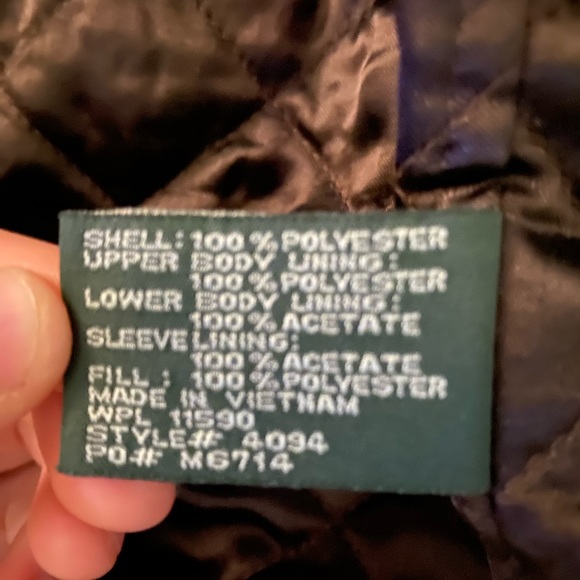 SHELL: 100% POLYESTER
UPPER BODY LINING:
100% POLYESTER
LOWER BODY LINING:
100% ACETATE
SLEEVE LINING:
100% ACETATE
FILL: 100% POLYESTER
MADE IN VIETNAM
WPL 11590
STYLE# 4094
PO# M6714